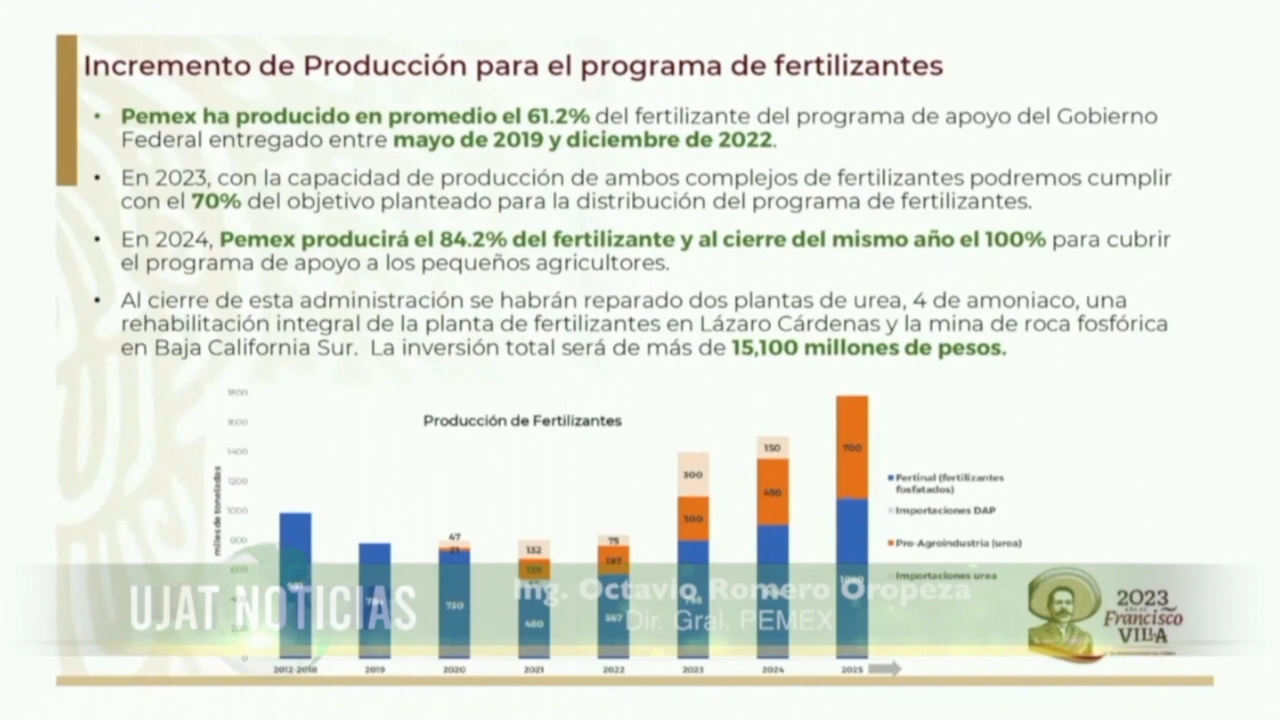 Incremento de Producción para el programa de fertilizantes
• Pemex ha producido en promedio el 61.2% del fertilizante del programa de apoyo del Gobierno
Federal entregado entre mayo de 2019 y diciembre de 2022.
• En 2023, con la capacidad de producción de ambos complejos de fertilizantes podremos cumplir
con el 70% del objetivo planteado para la distribución del programa de fertilizantes.
• En 2024, Pemex producirá el 84.2% del fertilizante y al cierre del mismo año el 100% para cubrir
el programa de apoyo a los pequeños agricultores.
• Al cierre de esta administración se habrán reparado dos plantas de urea, 4 de amoniaco, una
rehabilitación integral de la planta de fertilizantes en Lázaro Cárdenas y la mina de roca fosfórica
en Baja California Sur. La inversión total será de más de 15,100 millones de pesos.
Producción de Fertilizantes
miles de toneladas
1800
1600
1400
1200
1000
800
600
0
47
730
132
480
75
197
567
300
300
150
450
700
2012-2018
2019
2020
2021
2022
2023
2024
2025
Fertinal (fertilizantes
fosfatados)
Importaciones DAP
Pro-Agroindustria (urea)
Importaciones urea
UJAT NOTICIAS
Ing. Octavio Romero Oropeza
Dir. Gral. PEMEX
2023
Francisco
VILLA